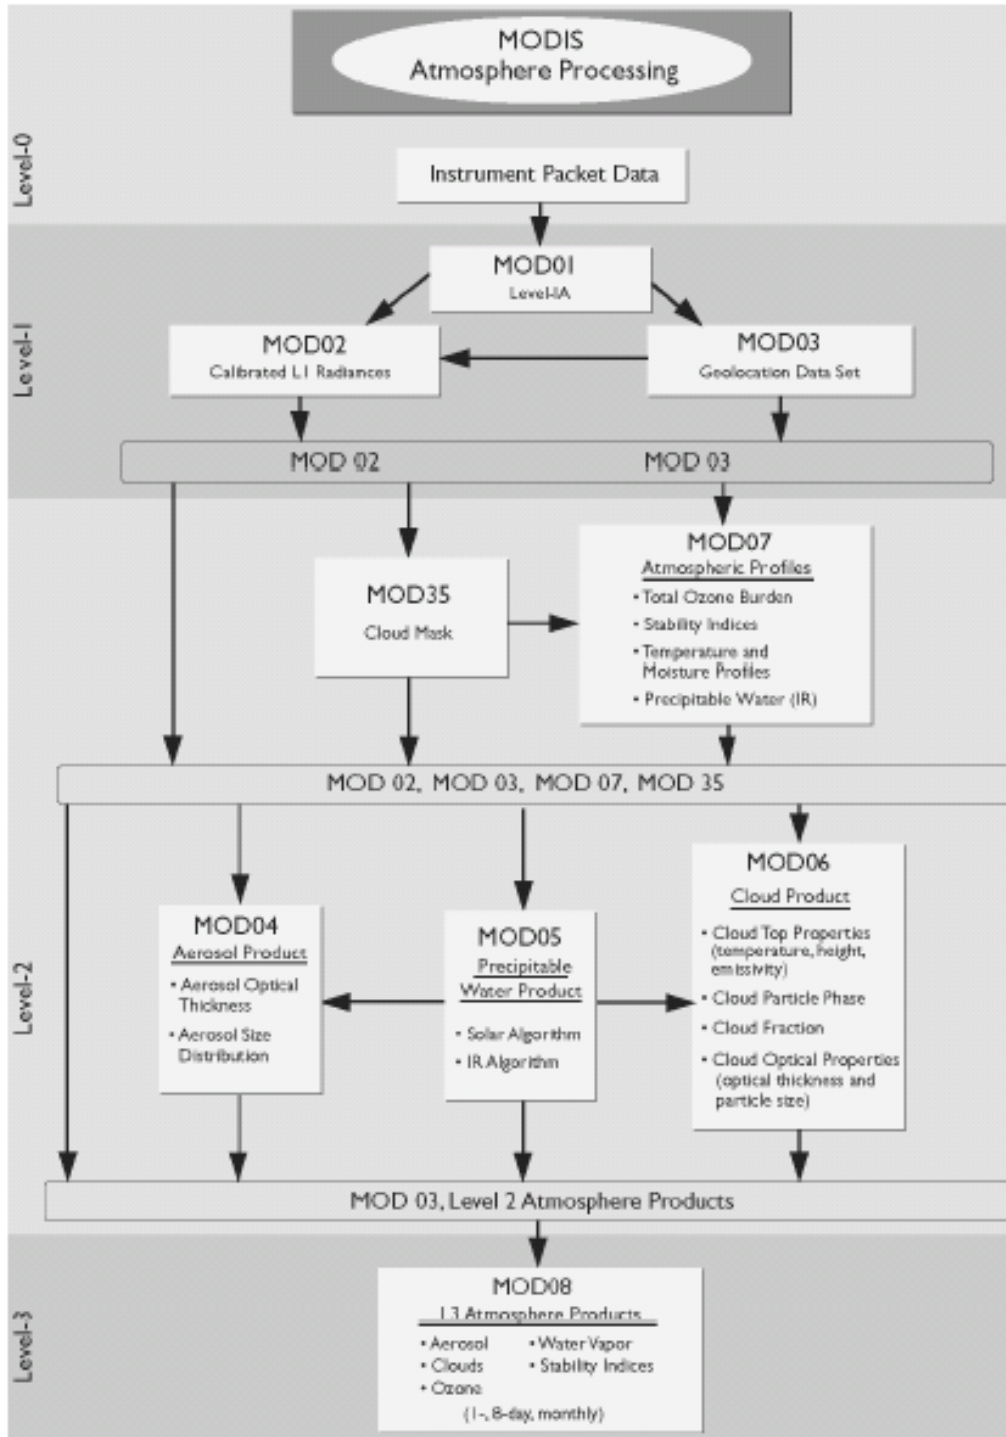 MODIS
Atmosphere Processing
Level-0
Instrument Packet Data
Level-1
MOD01
Level-1A
MOD02
Calibrated L1 Radiances
MOD03
Geolocation Data Set
MOD 02
MOD 03
Level-2
MOD35
Cloud Mask
MOD07
Atmospheric Profiles
• Total Ozone Burden
• Stability Indices
• Temperature and
Moisture Profiles
• Precipitable Water (IR)
MOD 02, MOD 03, MOD 07, MOD 35
MOD04
Aerosol Product
• Aerosol Optical
Thickness
• Aerosol Size
Distribution
MOD05
Precipitable
Water Product
• Solar Algorithm
• IR Algorithm
MOD06
Cloud Product
• Cloud Top Properties
(temperature, height,
emissivity)
• Cloud Particle Phase
• Cloud Fraction
• Cloud Optical Properties
(optical thickness and
particle size)
MOD 03, Level 2 Atmosphere Products
Level-3
MOD08
L3 Atmosphere Products
• Aerosol
• Clouds
• Ozone
• Water Vapor
• Stability Indices
(1-, 8-day, monthly)